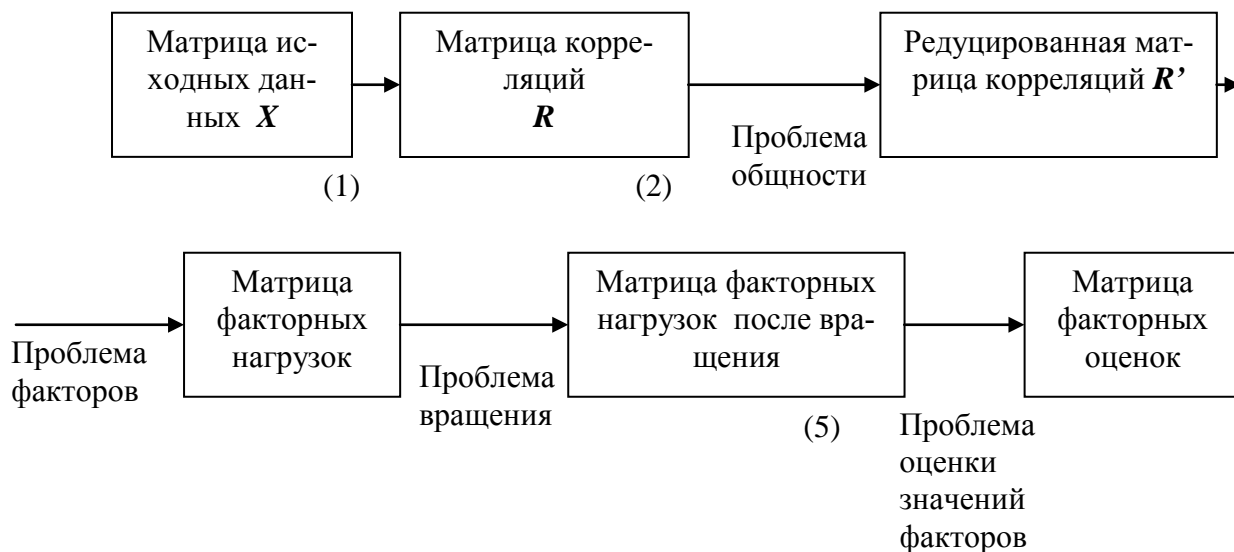 Матрица ис-
ходных дан-
ных X
Матрица корре-
ляций
R
Редуцированная мат-
рица корреляций R’
Проблема
общности
(1)
(2)
Матрица
факторных
нагрузок
Матрица факторных
нагрузок после вра-
щения
Матрица
факторных
оценок
Проблема
факторов
Проблема
вращения
(5)
Проблема
оценки
значений
факторов